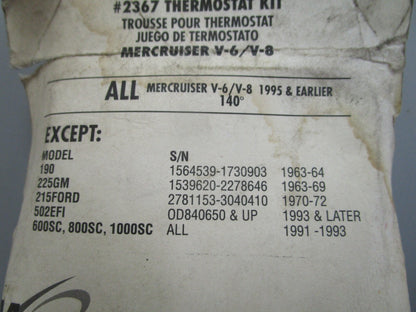 #2367 THERMOSTAT KIT
TROUSSE POUR THERMOSTAT
JUEGO DE TERMOSTATO
MERCRUISER V-6/V-8
ALL MERCRUISER V-6/V-8 1995 & EARLIER
140°
EXCEPT:
MODEL S/N
190 1564539-1730903 1963-64
225GM 1539620-2278646 1963-69
215FORD 2781153-3040410 1970-72
502EFI OD840650 & UP 1993 & LATER
600SC, 800SC, 1000SC ALL 1991-1993